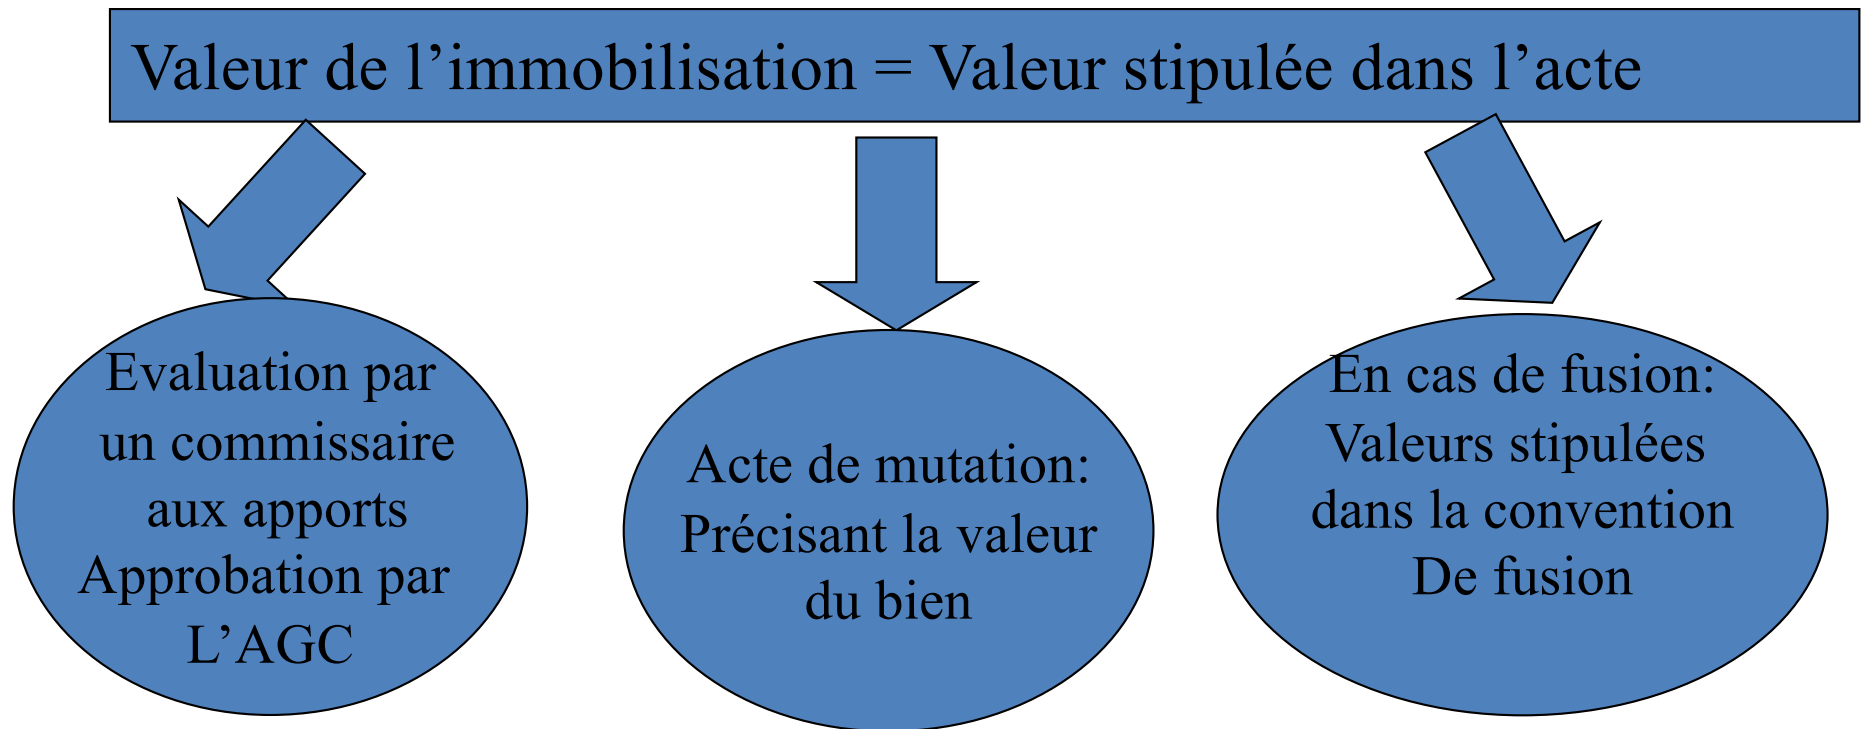 Valeur de l’immobilisation = Valeur stipulée dans l’acte
Evaluation par
un commissaire
aux apports
Approbation par
L’AGC
Acte de mutation:
Précisant la valeur
du bien
En cas de fusion:
Valeurs stipulées
dans la convention
De fusion